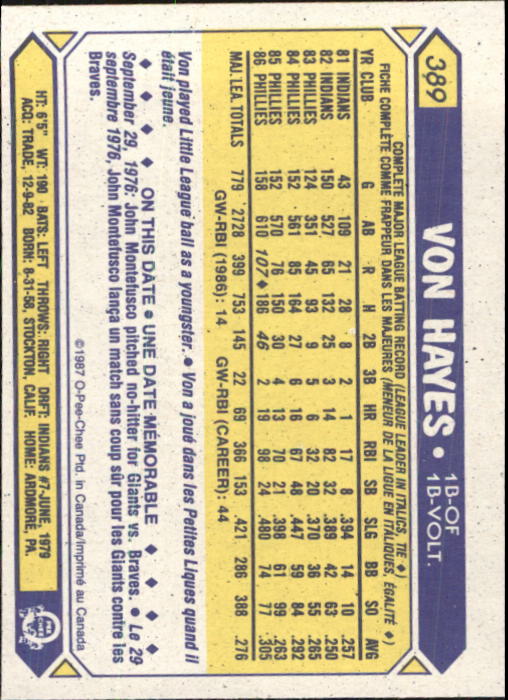 389
VON HAYES • 1B-OF
1B-VOLT.
COMPLETE MAJOR LEAGUE BATTING RECORD (LEAGUE LEADER IN ITALICS, TIE ♦)
FICHE COMPLÈTE COMME FRAPPEUR DANS LES MAJEURES (MENEUR DE LA LIGUE EN ITALIQUES, ÉGALITÉ ♦)
YR CLUB G AB R H 2B 3B HR RBI SB SLG BB SO AVG
81 INDIANS 43 109 21 28 8 2 1 17 8 .394 14 10 .257
82 INDIANS 150 527 65 132 25 3 14 82 32 .389 42 63 .250
83 PHILLIES 124 351 45 93 9 5 6 32 20 .370 36 55 .265
84 PHILLIES 152 561 85 164 27 6 16 67 48 .447 59 84 .292
85 PHILLIES 152 570 76 150 30 4 13 70 21 .398 61 99 .263
86 PHILLIES 158 610 107♦ 186 46 2 19 98 24 .480 74 77 .305
MAJ. LEA. TOTALS 779 2728 399 753 145 22 69 366 153 .421 286 388 .276
GW-RBI (1986): 14 GW-RBI (CAREER): 44
Von played Little League ball as a youngster. • Von a joué dans les Petites Liques quand il
était jeune.
♦ ♦ ♦ ♦ ON THIS DATE • UNE DATE MÉMORABLE ♦ ♦ ♦ ♦
September 29, 1976: John Montefusco pitched no-hitter for Giants vs. Braves. • Le 29
septembre 1976, John Montefusco lança un match sans coup sûr pour les Giants contre les
Braves.
©1987 O-Pee-Chee Ptd. in Canada/Imprimé au Canada
HT: 6'5" WT: 190 BATS: LEFT THROWS: RIGHT DRFT: INDIANS #7-JUNE, 1979
ACQ: TRADE, 12-9-82 BORN: 8-31-58, STOCKTON, CALIF. HOME: ARDMORE, PA.
O
PEE
CHEE